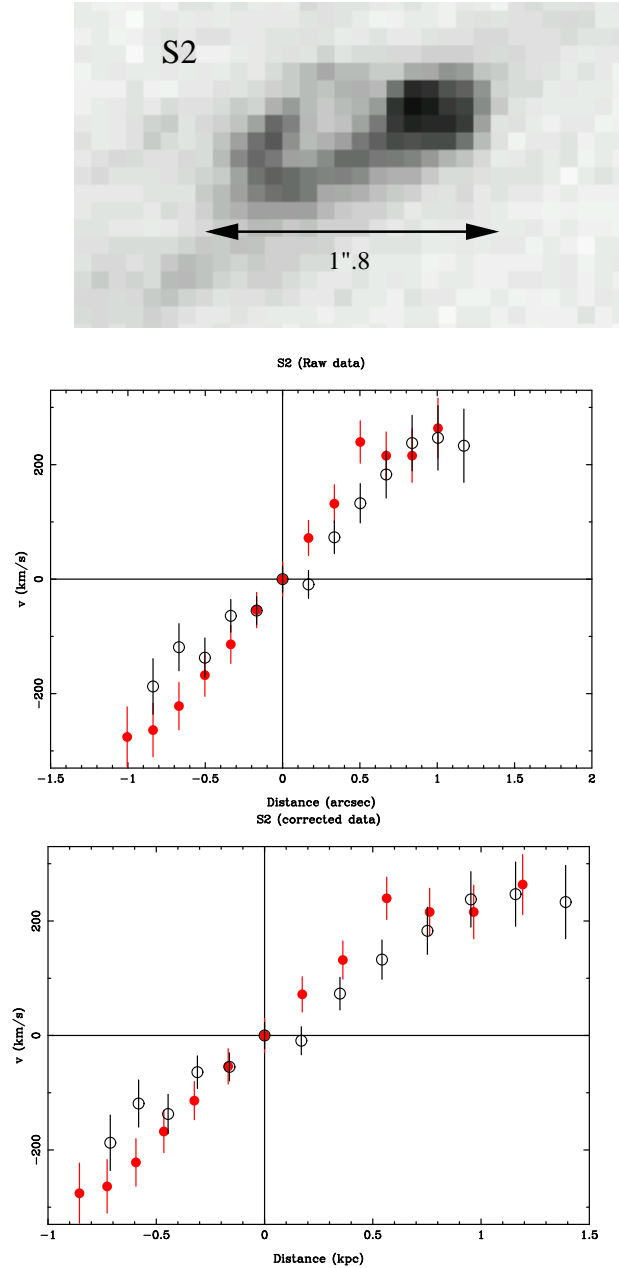 S2
1".8
S2 (Raw data)
200
0
-200
v (km/s)
-1.5 -1 -0.5 0 0.5 1 1.5 2
Distance (arcsec)
S2 (corrected data)
200
0
-200
v (km/s)
-1 -0.5 0 0.5 1 1.5
Distance (kpc)